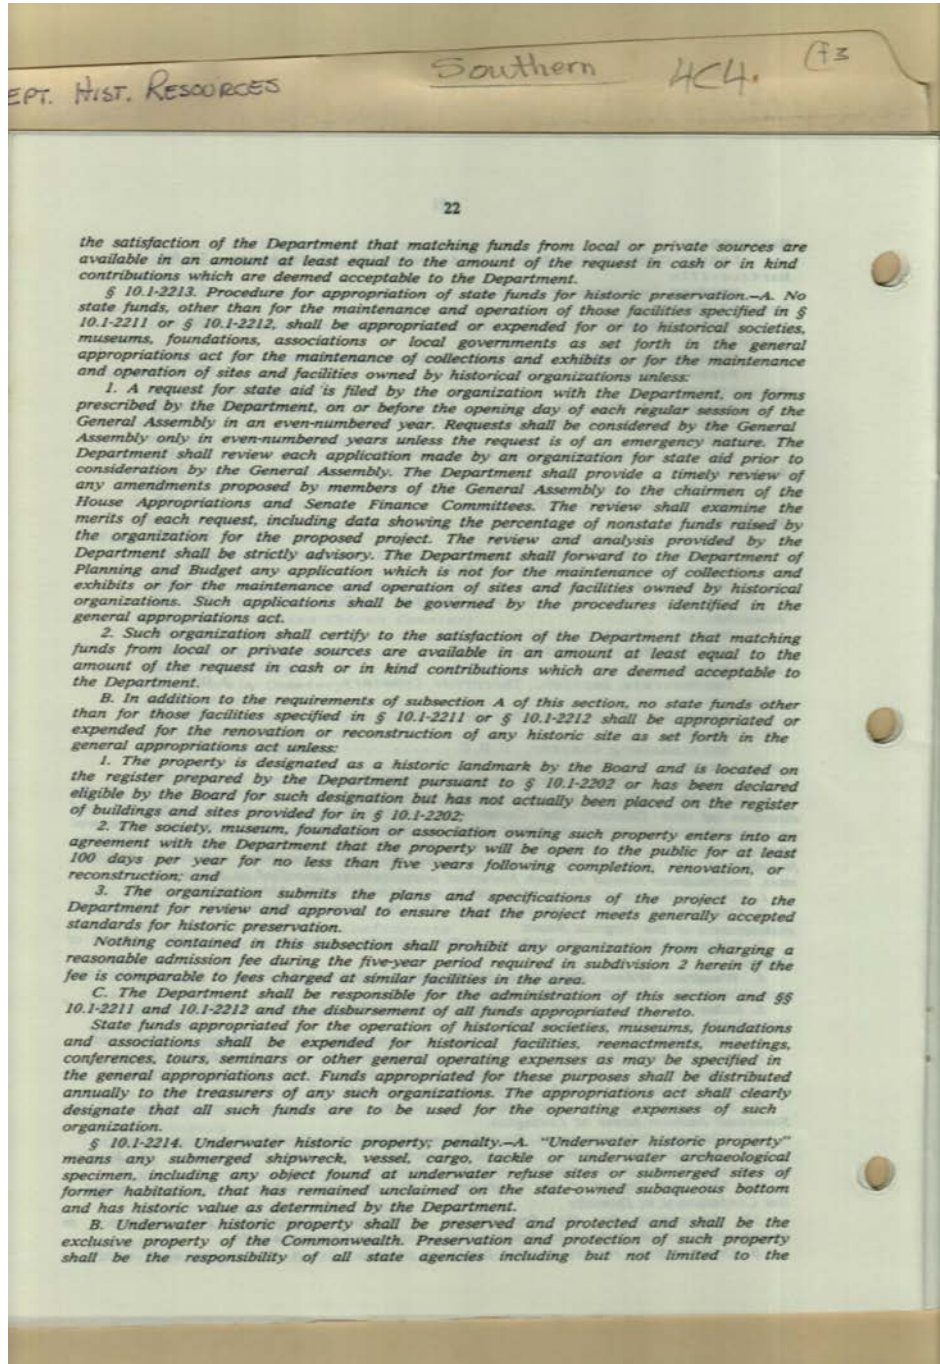 Southern 4C4. f3
EPT. HIST. RESOURCES
22
the satisfaction of the Department that matching funds from local or private sources are
available in an amount at least equal to the amount of the request in cash or in kind
contributions which are deemed acceptable to the Department.
§ 10.1-2213. Procedure for appropriation of state funds for historic preservation.—A. No
state funds, other than for the maintenance and operation of those facilities specified in §
10.1-2211 or § 10.1-2212, shall be appropriated or expended for or to historical societies,
museums, foundations, associations or local governments as set forth in the general
appropriations act for the maintenance of collections and exhibits or for the maintenance
and operation of sites and facilities owned by historical organizations unless:
1. A request for state aid is filed by the organization with the Department, on forms
prescribed by the Department, on or before the opening day of each regular session of the
General Assembly in an even-numbered year. Requests shall be considered by the General
Assembly only in even-numbered years unless the request is of an emergency nature. The
Department shall review each application made by an organization for state aid prior to
consideration by the General Assembly. The Department shall provide a timely review of
any amendments proposed by members of the General Assembly to the chairmen of the
House Appropriations and Senate Finance Committees. The review shall examine the
merits of each request, including data showing the percentage of nonstate funds raised by
the organization for the proposed project. The review and analysis provided by the
Department shall be strictly advisory. The Department shall forward to the Department of
Planning and Budget any application which is not for the maintenance of collections and
exhibits or for the maintenance and operation of sites and facilities owned by historical
organizations. Such applications shall be governed by the procedures identified in the
general appropriations act.
2. Such organization shall certify to the satisfaction of the Department that matching
funds from local or private sources are available in an amount at least equal to the
amount of the request in cash or in kind contributions which are deemed acceptable to
the Department.
B. In addition to the requirements of subsection A of this section, no state funds other
than for those facilities specified in § 10.1-2211 or § 10.1-2212 shall be appropriated or
expended for the renovation or reconstruction of any historic site as set forth in the
general appropriations act unless:
1. The property is designated as a historic landmark by the Board and is located on
the register prepared by the Department pursuant to § 10.1-2202 or has been declared
eligible by the Board for such designation but has not actually been placed on the register
of buildings and sites provided for in § 10.1-2202;
2. The society, museum, foundation or association owning such property enters into an
agreement with the Department that the property will be open to the public for at least
100 days per year for no less than five years following completion, renovation, or
reconstruction; and
3. The organization submits the plans and specifications of the project to the
Department for review and approval to ensure that the project meets generally accepted
standards for historic preservation.
Nothing contained in this subsection shall prohibit any organization from charging a
reasonable admission fee during the five-year period required in subdivision 2 herein if the
fee is comparable to fees charged at similar facilities in the area.
C. The Department shall be responsible for the administration of this section and §§
10.1-2211 and 10.1-2212 and the disbursement of all funds appropriated thereto.
State funds appropriated for the operation of historical societies, museums, foundations
and associations shall be expended for historical facilities, reenactments, meetings,
conferences, tours, seminars or other general operating expenses as may be specified in
the general appropriations act. Funds appropriated for these purposes shall be distributed
annually to the treasurers of any such organizations. The appropriations act shall clearly
designate that all such funds are to be used for the operating expenses of such
organization.
§ 10.1-2214. Underwater historic property; penalty.—A. "Underwater historic property"
means any submerged shipwreck, vessel, cargo, tackle or underwater archaeological
specimen, including any object found at underwater refuse sites or submerged sites of
former habitation, that has remained unclaimed on the state-owned subaqueous bottom
and has historic value as determined by the Department.
B. Underwater historic property shall be preserved and protected and shall be the
exclusive property of the Commonwealth. Preservation and protection of such property
shall be the responsibility of all state agencies including but not limited to the